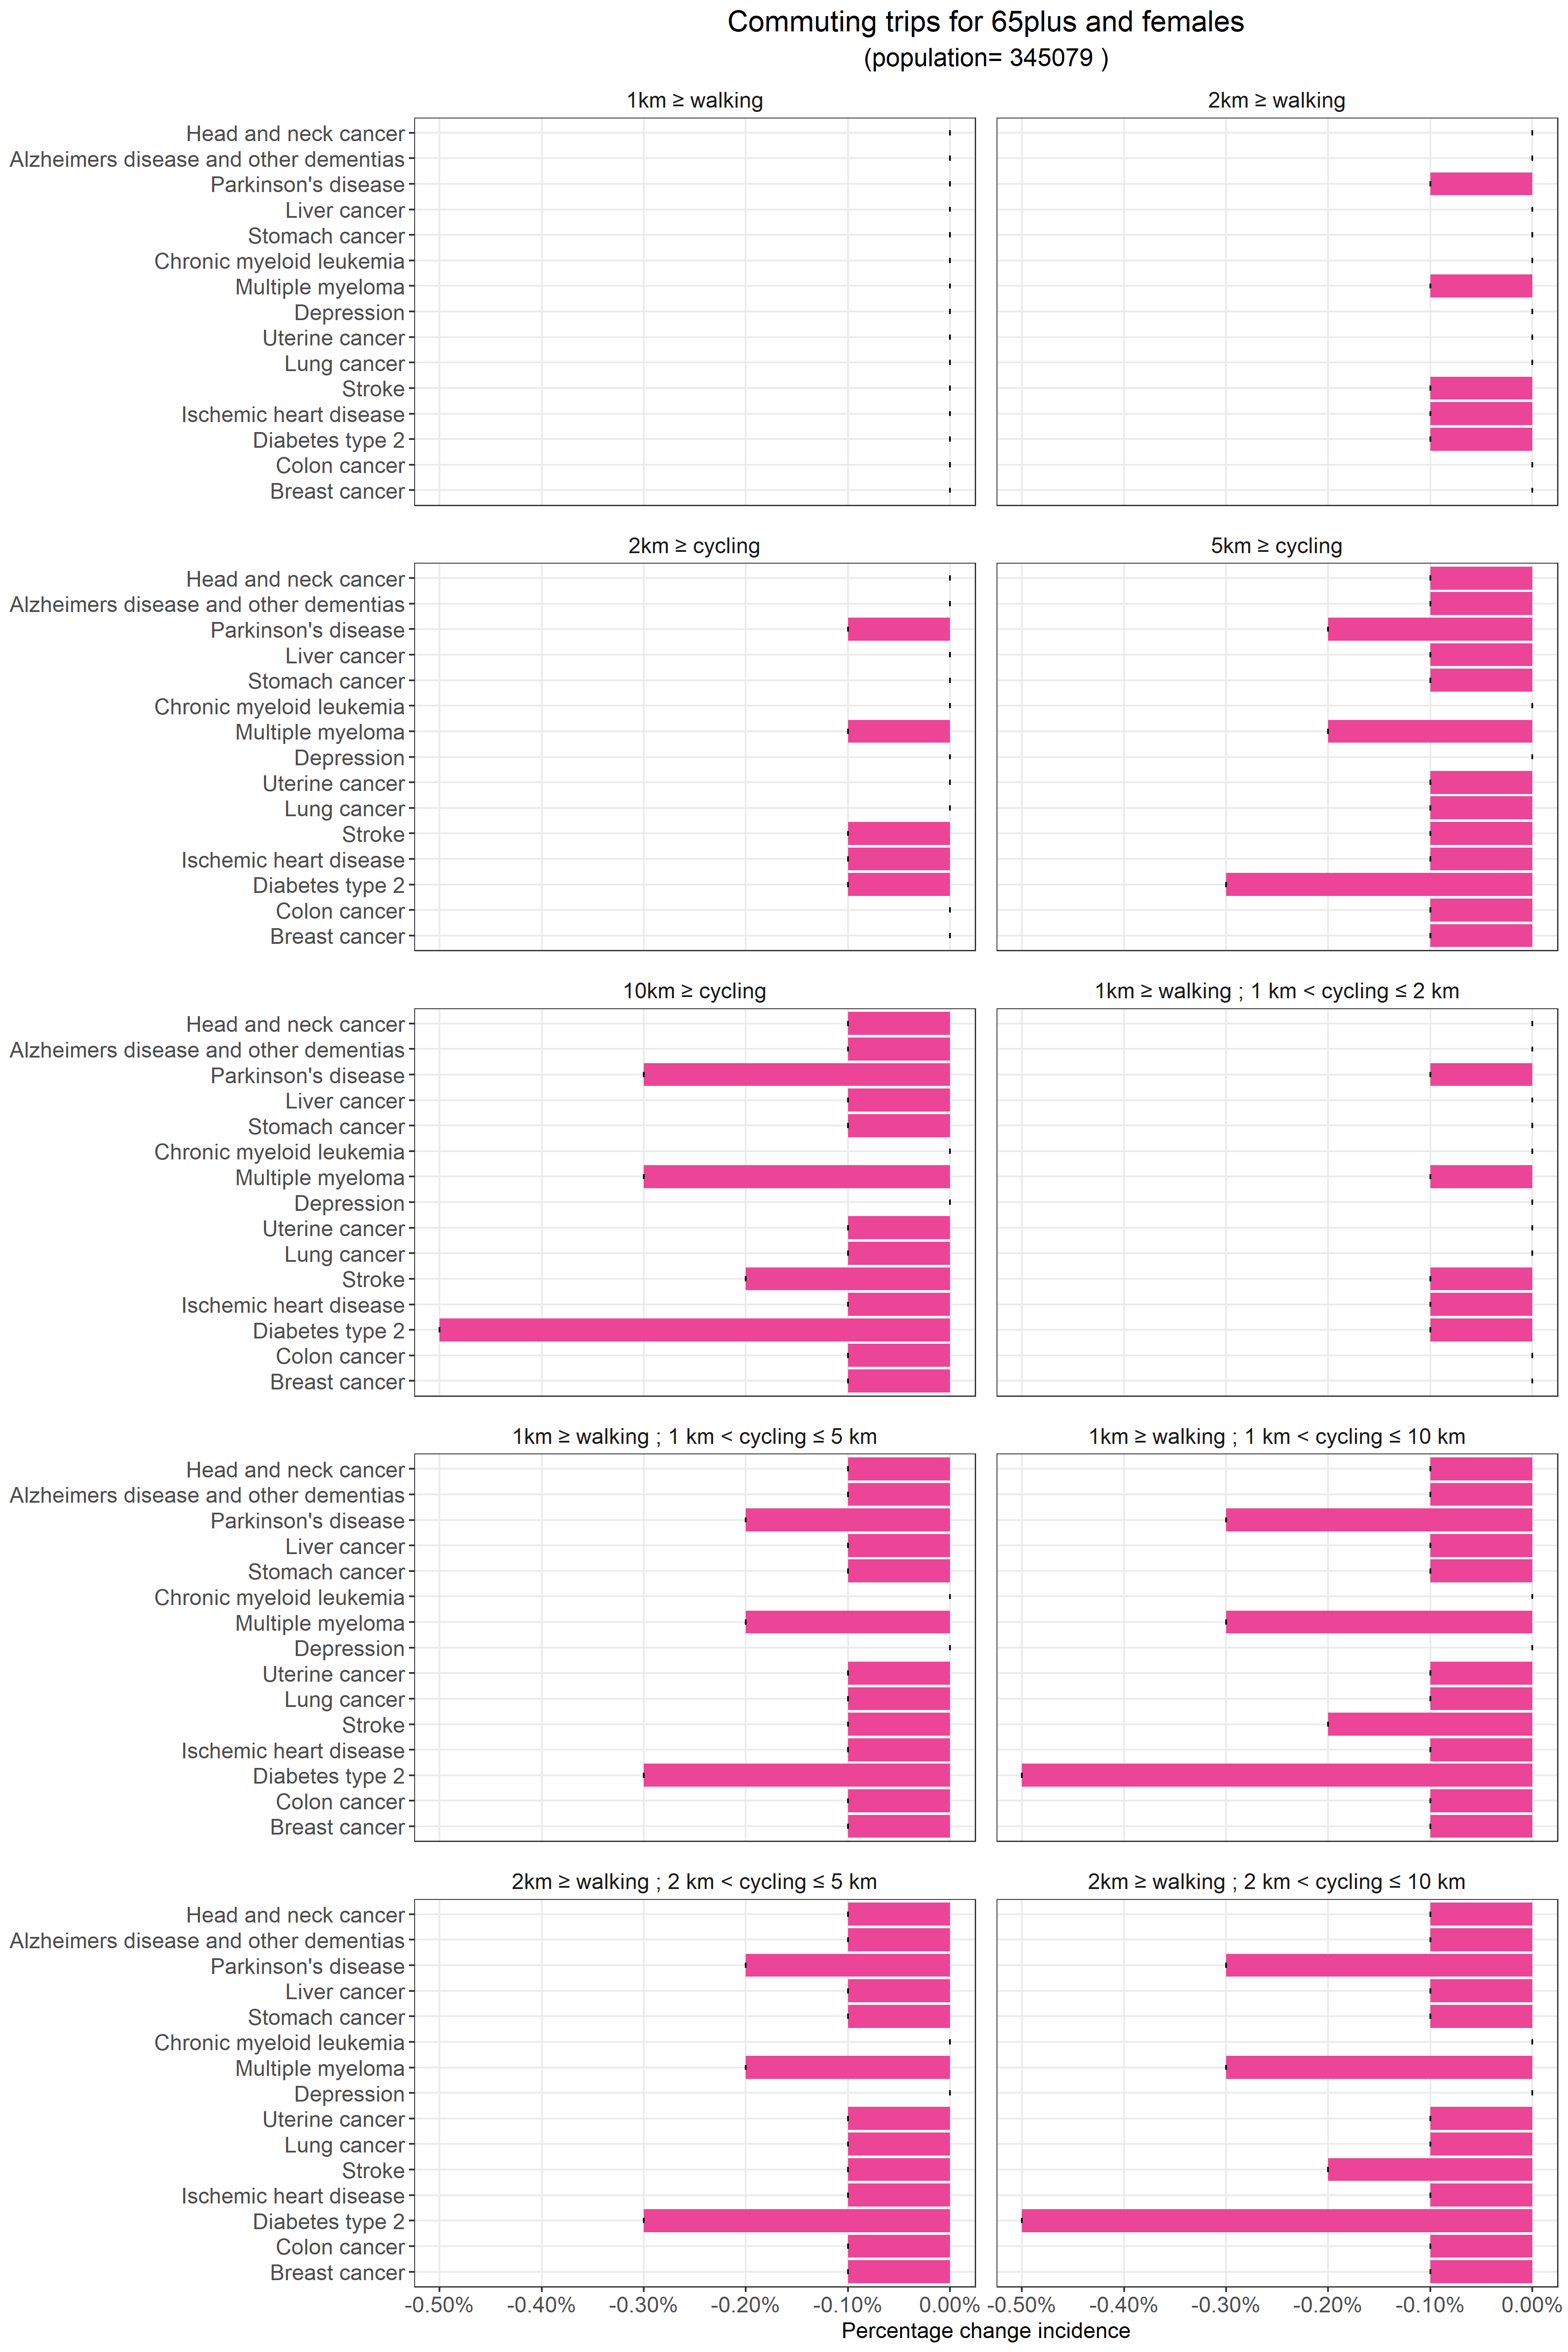 Commuting trips for 65plus and females
(population= 345079 )
1km ≥ walking
2km ≥ walking
Head and neck cancer
Alzheimers disease and other dementias
Parkinson's disease
Liver cancer
Stomach cancer
Chronic myeloid leukemia
Multiple myeloma
Depression
Uterine cancer
Lung cancer
Stroke
Ischemic heart disease
Diabetes type 2
Colon cancer
Breast cancer
2km ≥ cycling
5km ≥ cycling
Head and neck cancer
Alzheimers disease and other dementias
Parkinson's disease
Liver cancer
Stomach cancer
Chronic myeloid leukemia
Multiple myeloma
Depression
Uterine cancer
Lung cancer
Stroke
Ischemic heart disease
Diabetes type 2
Colon cancer
Breast cancer
10km ≥ cycling
1km ≥ walking ; 1 km < cycling ≤ 2 km
Head and neck cancer
Alzheimers disease and other dementias
Parkinson's disease
Liver cancer
Stomach cancer
Chronic myeloid leukemia
Multiple myeloma
Depression
Uterine cancer
Lung cancer
Stroke
Ischemic heart disease
Diabetes type 2
Colon cancer
Breast cancer
1km ≥ walking ; 1 km < cycling ≤ 5 km
1km ≥ walking ; 1 km < cycling ≤ 10 km
Head and neck cancer
Alzheimers disease and other dementias
Parkinson's disease
Liver cancer
Stomach cancer
Chronic myeloid leukemia
Multiple myeloma
Depression
Uterine cancer
Lung cancer
Stroke
Ischemic heart disease
Diabetes type 2
Colon cancer
Breast cancer
2km ≥ walking ; 2 km < cycling ≤ 5 km
2km ≥ walking ; 2 km < cycling ≤ 10 km
Head and neck cancer
Alzheimers disease and other dementias
Parkinson's disease
Liver cancer
Stomach cancer
Chronic myeloid leukemia
Multiple myeloma
Depression
Uterine cancer
Lung cancer
Stroke
Ischemic heart disease
Diabetes type 2
Colon cancer
Breast cancer
-0.50% -0.40% -0.30% -0.20% -0.10% 0.00% -0.50% -0.40% -0.30% -0.20% -0.10% 0.00%
Percentage change incidence